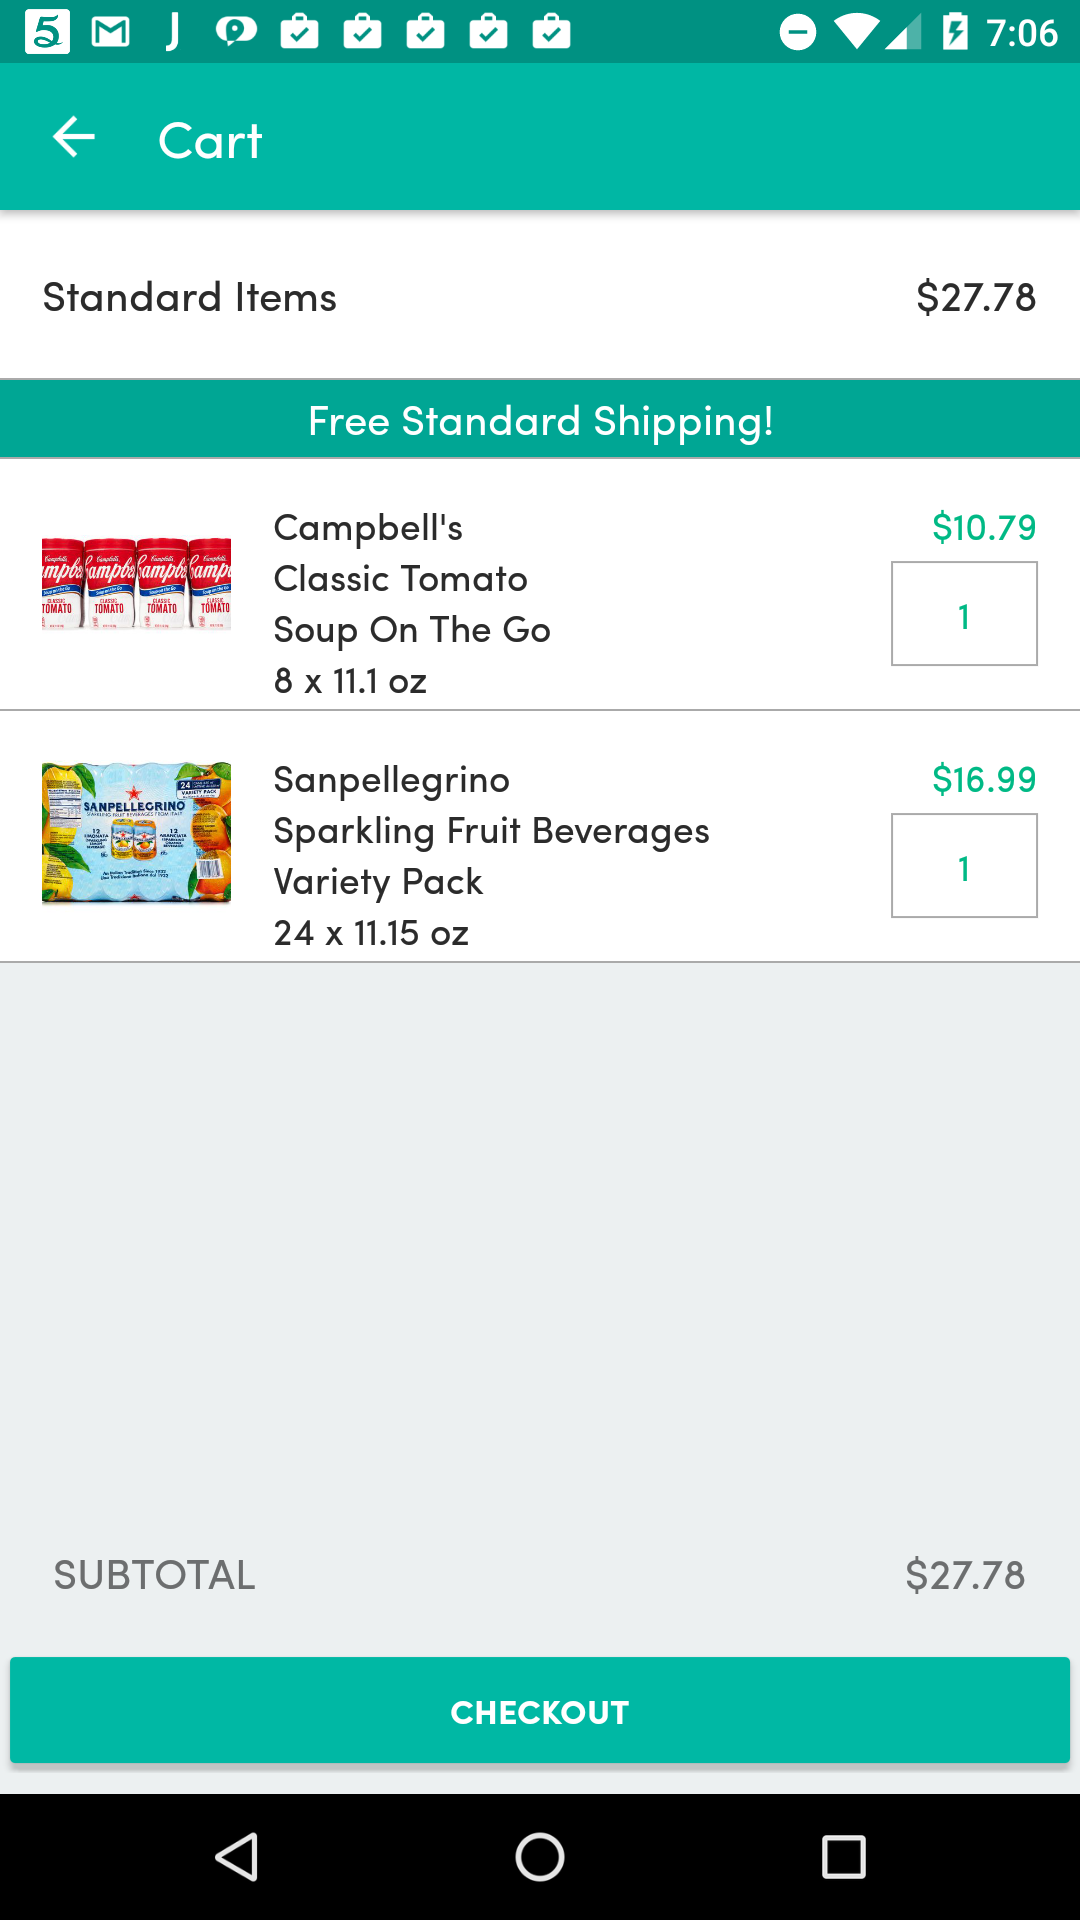 7:06
Cart
Standard Items $27.78
Free Standard Shipping!
Campbell's $10.79
Classic Tomato
Soup On The Go
1
8 x 11.1 oz
Sanpellegrino $16.99
Sparkling Fruit Beverages
Variety Pack
1
24 x 11.15 oz
SANPELLEGRINO
SUBTOTAL $27.78
CHECKOUT